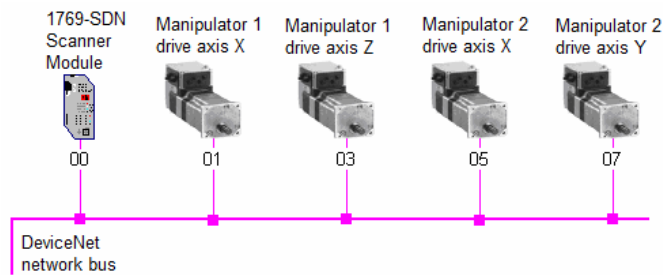 1769-SDN
Scanner
Module
Manipulator 1
drive axis X
Manipulator 1
drive axis Z
Manipulator 2
drive axis X
Manipulator 2
drive axis Y
00
01
03
05
07
DeviceNet
network bus